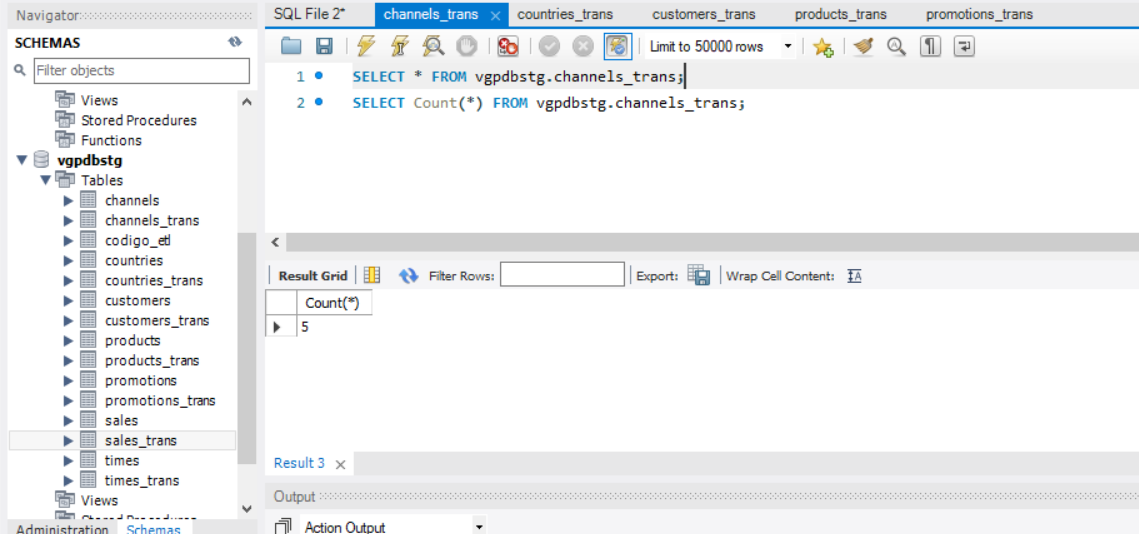 Navigator
SCHEMAS
Filter objects
Views
Stored Procedures
Functions
vgpdbstg
Tables
channels
channels_trans
codigo_etl
countries
countries_trans
customers
customers_trans
products
products_trans
promotions
promotions_trans
sales
sales_trans
times
times_trans
Views
Stored Procedures
Administration Schemas
SQL File 2* channels_trans countries_trans customers_trans products_trans promotions_trans
Limit to 50000 rows
1 SELECT * FROM vgpdbstg.channels_trans;
2 SELECT Count(*) FROM vgpdbstg.channels_trans;
Result Grid Filter Rows: Export: Wrap Cell Content:
Count(*)
5
Result 3
Output
Action Output